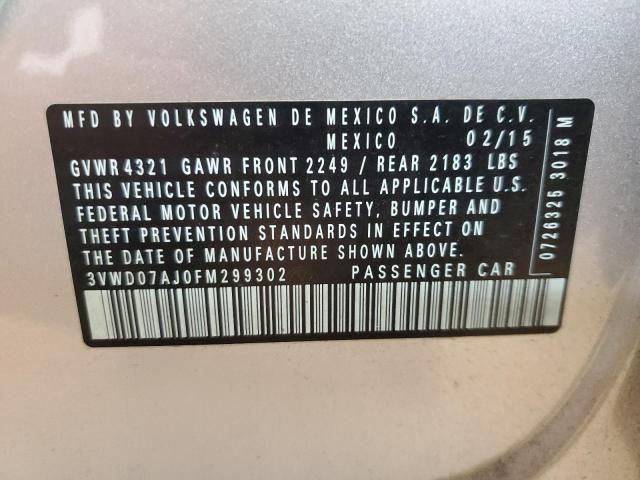 MFD BY VOLKSWAGEN DE MEXICO S.A. DE C.V.
MEXICO 02/15
GVWR 4321 GAWR FRONT 2249 / REAR 2183 LBS
THIS VEHICLE CONFORMS TO ALL APPLICABLE U.S.
FEDERAL MOTOR VEHICLE SAFETY, BUMPER AND
THEFT PREVENTION STANDARDS IN EFFECT ON
THE DATE OF MANUFACTURE SHOWN ABOVE.
3VWD07AJ0FM299302 PASSENGER CAR
0726325 3018 M